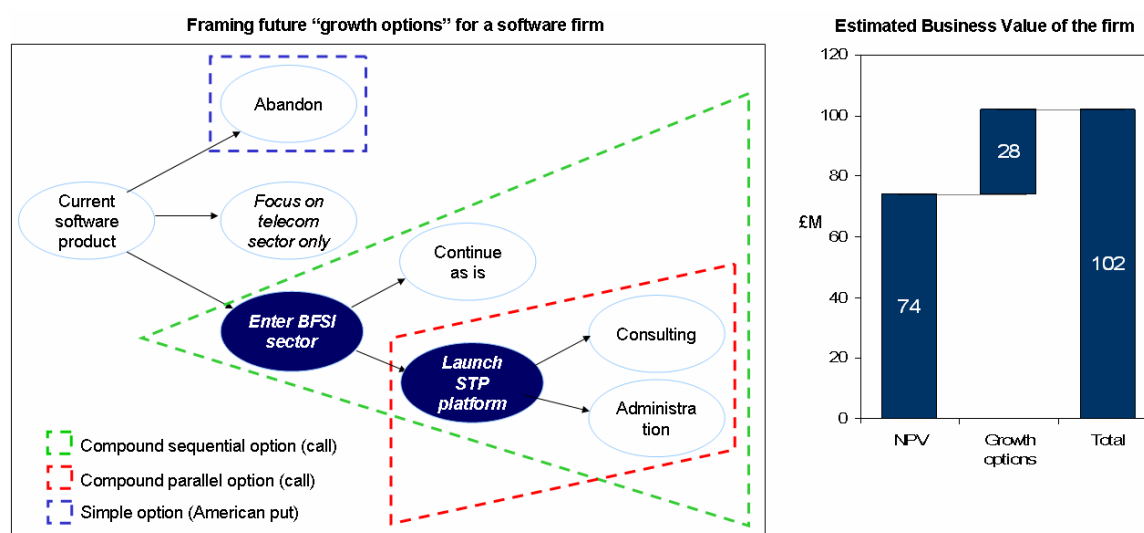 Framing future “growth options” for a software firm
Abandon
Current
software
product
Focus on
telecom
sector only
Continue
as is
Enter BFSI
sector
Launch
STP
platform
Consulting
Administra
tion
Compound sequential option (call)
Compound parallel option (call)
Simple option (American put)
Estimated Business Value of the firm
120
100
80
60
40
20
0
£M
74
28
102
NPV
Growth
options
Total